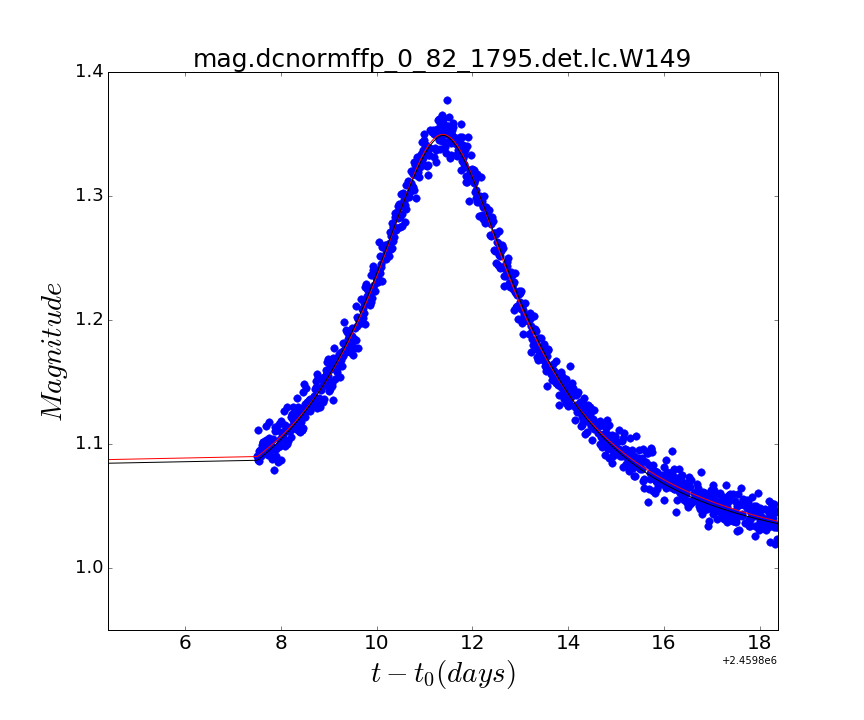 mag.dcnormffp_0_82_1795.det.lc.W149
1.4
1.3
1.2
1.1
1.0
Magnitude
6 8 10 12 14 16 18
+2.4598e6
t − t₀(days)